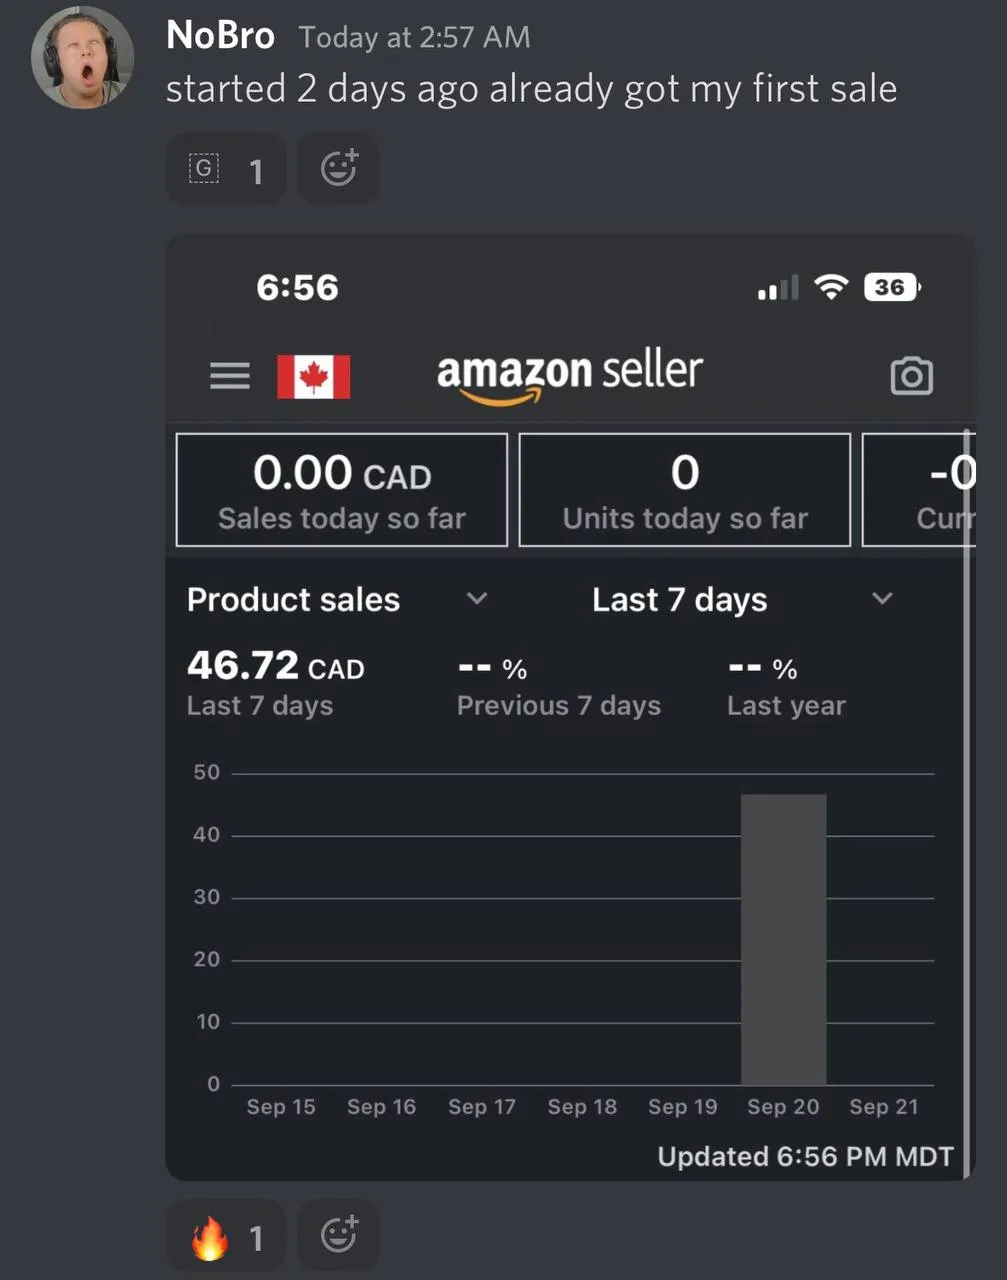 NoBro Today at 2:57 AM
started 2 days ago already got my first sale
G 1
6:56 36
amazon seller
0.00 CAD 0 -0
Sales today so far Units today so far Curr
Product sales Last 7 days
46.72 CAD -- % -- %
Last 7 days Previous 7 days Last year
50
40
30
20
10
0
Sep 15 Sep 16 Sep 17 Sep 18 Sep 19 Sep 20 Sep 21
Updated 6:56 PM MDT
1